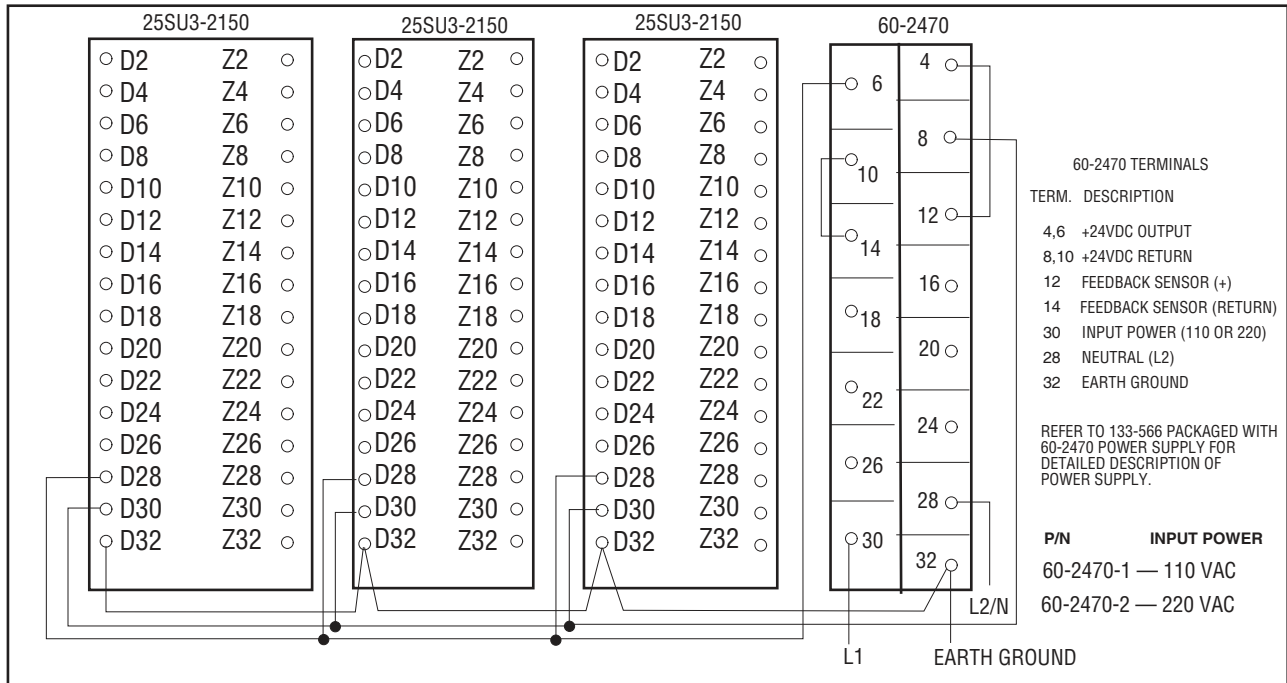 25SU3-2150 25SU3-2150 25SU3-2150 60-2470
D2 Z2 D2 Z2 D2 Z2 4
D4 Z4 D4 Z4 D4 Z4 6
D6 Z6 D6 Z6 D6 Z6
D8 Z8 D8 Z8 D8 Z8 8
D10 Z10 D10 Z10 D10 Z10 10
D12 Z12 D12 Z12 D12 Z12 12
D14 Z14 D14 Z14 D14 Z14 14
D16 Z16 D16 Z16 D16 Z16 16
D18 Z18 D18 Z18 D18 Z18 18
D20 Z20 D20 Z20 D20 Z20 20
D22 Z22 D22 Z22 D22 Z22 22
D24 Z24 D24 Z24 D24 Z24 24
D26 Z26 D26 Z26 D26 Z26 26
D28 Z28 D28 Z28 D28 Z28 28
D30 Z30 D30 Z30 D30 Z30 30
D32 Z32 D32 Z32 D32 Z32 32
L2/N
L1 EARTH GROUND
60-2470 TERMINALS
TERM. DESCRIPTION
4,6 +24VDC OUTPUT
8,10 +24VDC RETURN
12 FEEDBACK SENSOR (+)
14 FEEDBACK SENSOR (RETURN)
30 INPUT POWER (110 OR 220)
28 NEUTRAL (L2)
32 EARTH GROUND
REFER TO 133-566 PACKAGED WITH
60-2470 POWER SUPPLY FOR
DETAILED DESCRIPTION OF
POWER SUPPLY.
P/N INPUT POWER
60-2470-1 — 110 VAC
60-2470-2 — 220 VAC